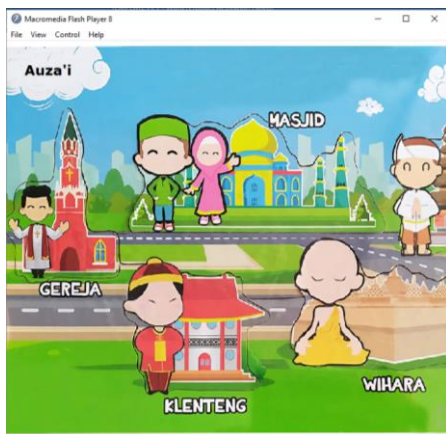 Macromedia Flash Player 8
File View Control Help
Auza'i
MASJID
GEREJA
WIHARA
KLENTENG